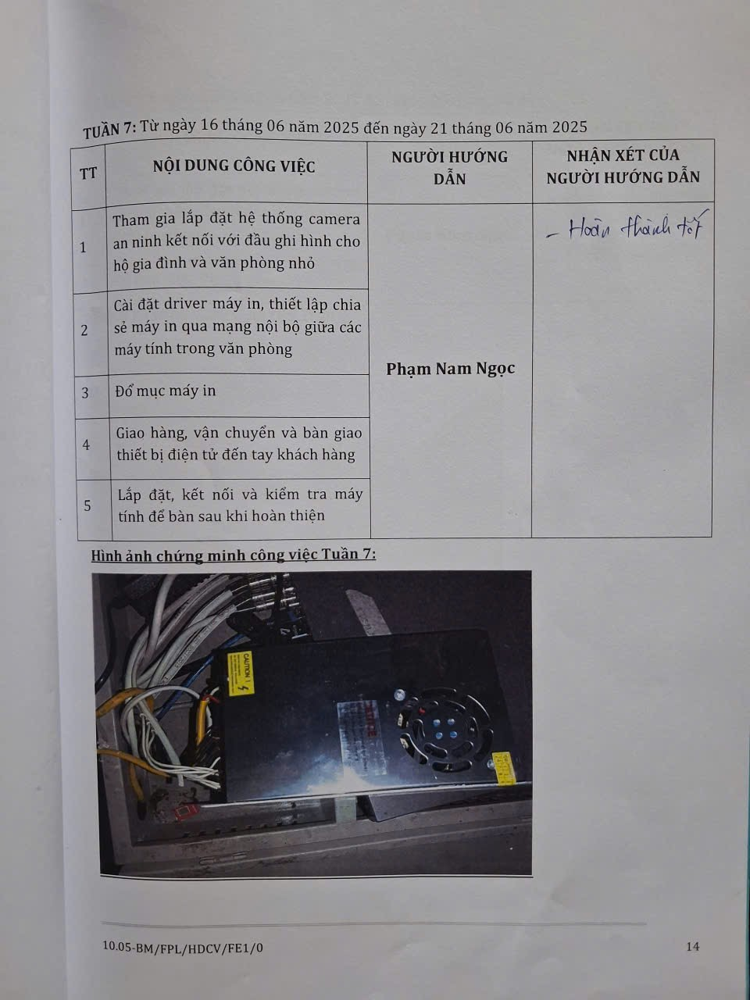 TUẦN 7: Từ ngày 16 tháng 06 năm 2025 đến ngày 21 tháng 06 năm 2025
TT
NỘI DUNG CÔNG VIỆC
NGƯỜI HƯỚNG
DẪN
NHẬN XÉT CỦA
NGƯỜI HƯỚNG DẪN
1
Tham gia lắp đặt hệ thống camera
an ninh kết nối với đầu ghi hình cho
hộ gia đình và văn phòng nhỏ
Phạm Nam Ngọc
- Hoàn thành tốt
2
Cài đặt driver máy in, thiết lập chia
sẻ máy in qua mạng nội bộ giữa các
máy tính trong văn phòng
3
Đổ mục máy in
4
Giao hàng, vận chuyển và bàn giao
thiết bị điện tử đến tay khách hàng
5
Lắp đặt, kết nối và kiểm tra máy
tính để bàn sau khi hoàn thiện
Hình ảnh chứng minh công việc Tuần 7:
CAUTION !
10.05-BM/FPL/HDCV/FE1/0
14